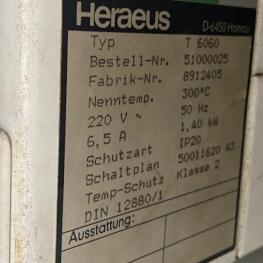 Heraeus D-6450 Hanau
Typ T 6060
Bestell-Nr. 51000025
Fabrik-Nr. 8912405
Nenntemp. 300°C
220 V ~ 50 Hz
6,5 A 1,40 kW
Schutzart IP20
Schaltplan 50011620 AS
Temp-Schutz Klasse 2
DIN 12880/1
Ausstattung: